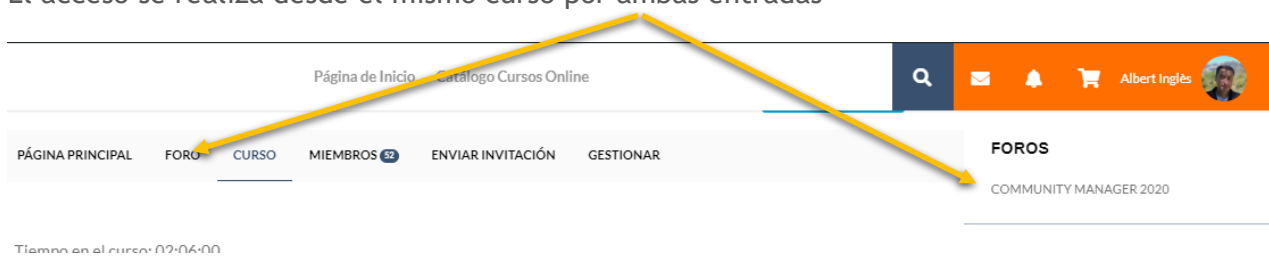 El acceso se realiza desde el mismo curso por ambas entradas
Página de Inicio Catálogo Cursos Online
Albert Inglès
PÁGINA PRINCIPAL FORO CURSO MIEMBROS 52 ENVIAR INVITACIÓN GESTIONAR
FOROS
COMMUNITY MANAGER 2020
Tiempo en el curso: 02:06:00